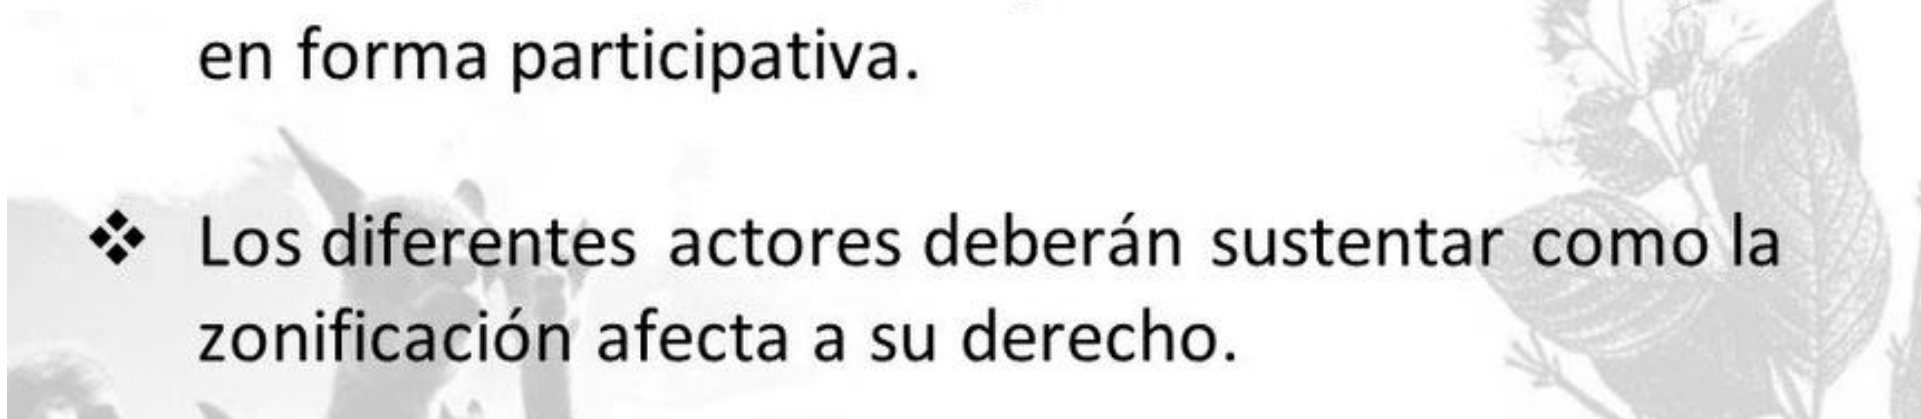 en forma participativa.
❖ Los diferentes actores deberán sustentar como la
zonificación afecta a su derecho.